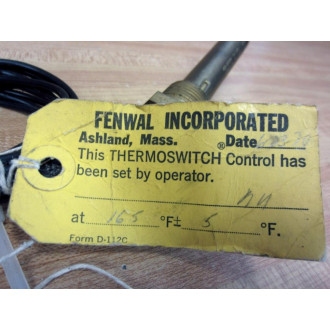 FENWAL INCORPORATED
Ashland, Mass. ®Date
This THERMOSWITCH Control has
been set by operator.
at 165 °F± 5 °F.
Form D-112C